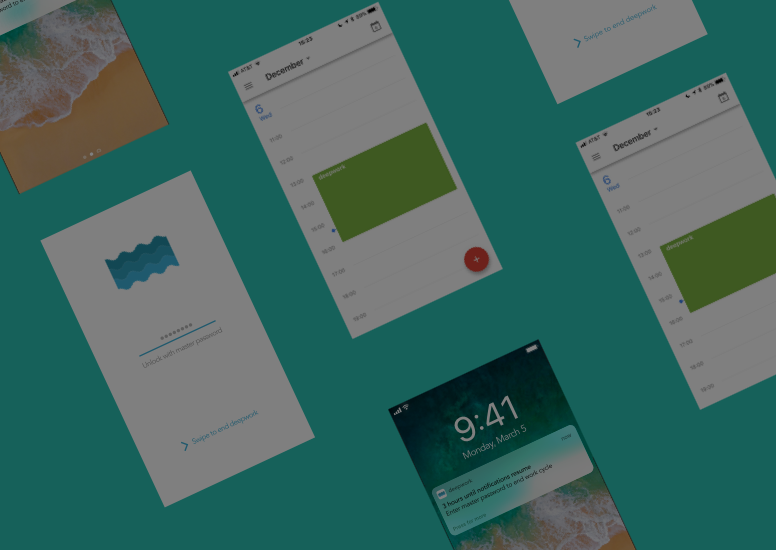 AT&T
15:23
89%
December
6
Wed
11:00
12:00
13:00
deepwork
14:00
15:00
16:00
17:00
18:00
19:00
+
Swipe to end deepwork
AT&T
15:23
89%
December
6
Wed
11:00
12:00
13:00
deepwork
14:00
15:00
16:00
17:00
18:00
19:00
********
Unlock with master password
Swipe to end deepwork
9:41
Monday, March 5
deepwork now
3 hours until notifications resume
Enter master password to end work cycle
Press for more